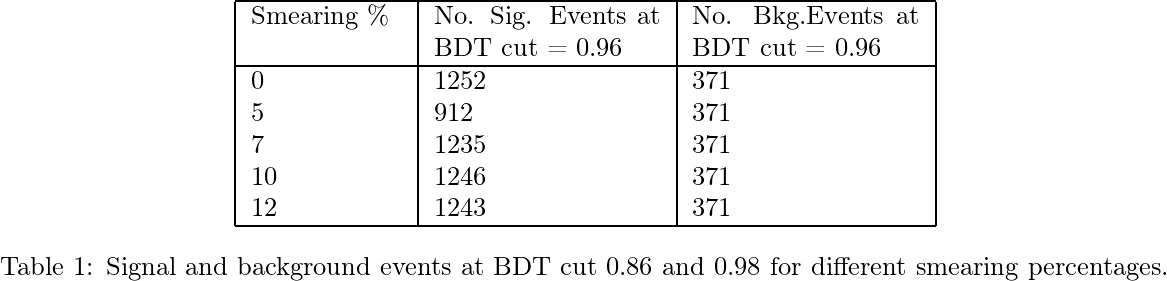 Smearing % No. Sig. Events at No. Bkg.Events at
BDT cut = 0.96 BDT cut = 0.96
0 1252 371
5 912 371
7 1235 371
10 1246 371
12 1243 371
Table 1: Signal and background events at BDT cut 0.86 and 0.98 for different smearing percentages.